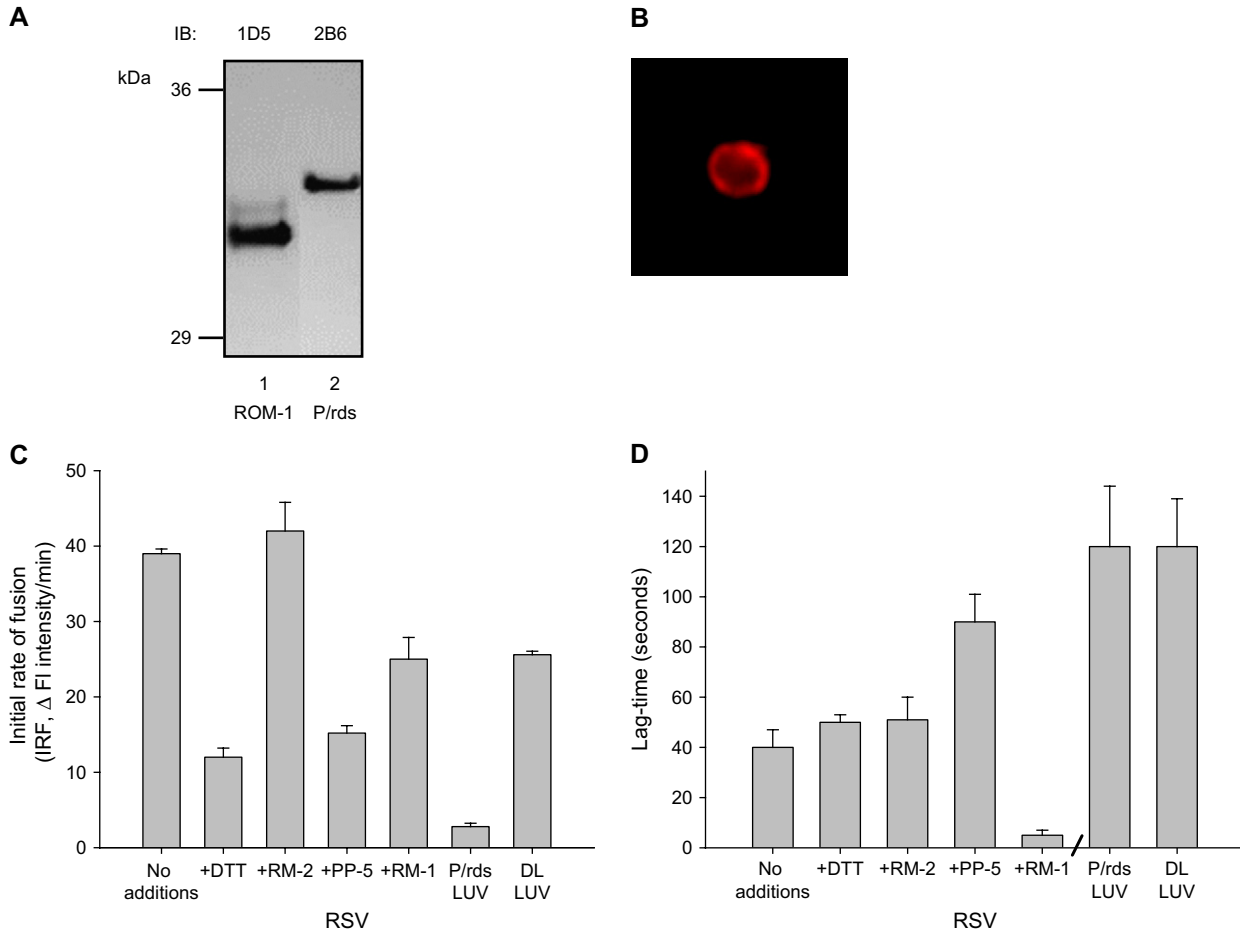 A
IB: 1D5 2B6
kDa
36
29
1 2
ROM-1 P/rds
B
C
Initial rate of fusion
(IRF, Δ FI intensity/min)
50
40
30
20
10
0
No additions +DTT +RM-2 +PP-5 +RM-1 P/rds LUV DL LUV
RSV
D
Lag-time (seconds)
140
120
100
80
60
40
20
0
No additions +DTT +RM-2 +PP-5 +RM-1 P/rds LUV DL LUV
RSV